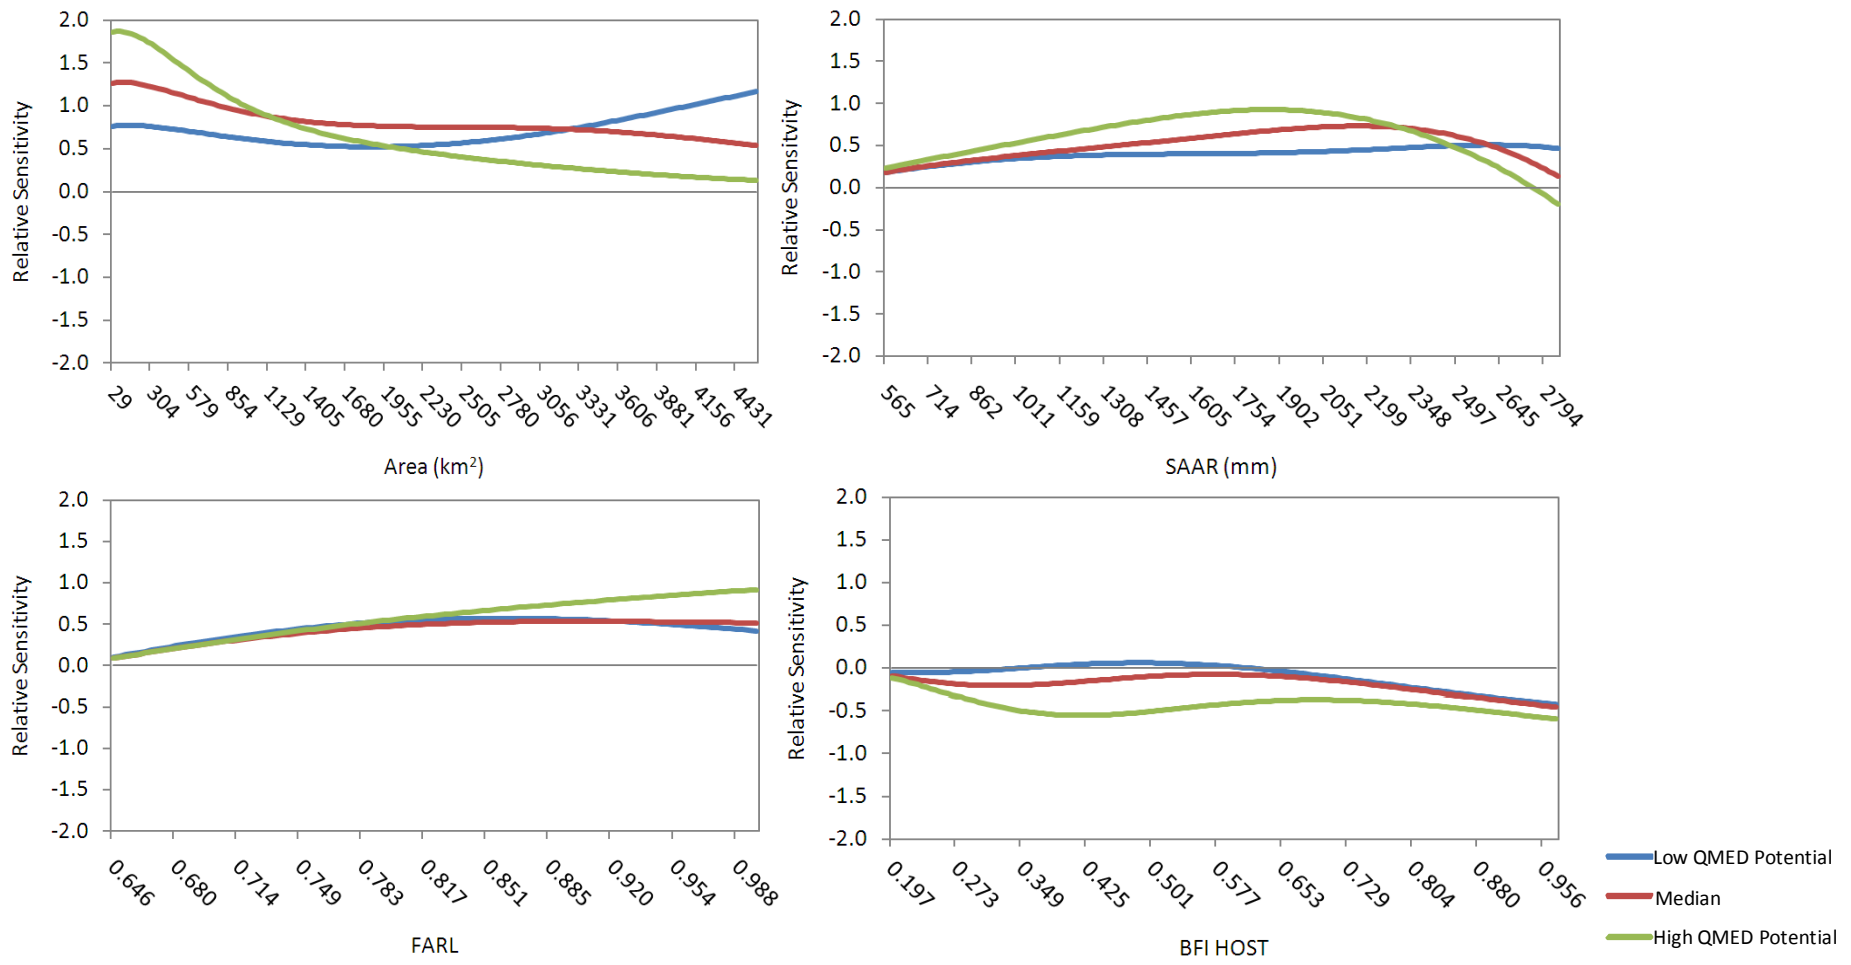 2.0
1.5
1.0
0.5
0.0
-0.5
-1.0
-1.5
-2.0
Relative Sensitivity
29 304 579 854 1129 1405 1680 1955 2230 2505 2780 3056 3331 3606 3881 4156 4431
Area (km²)
2.0
1.5
1.0
0.5
0.0
-0.5
-1.0
-1.5
-2.0
Relative Sensitivity
565 714 862 1011 1159 1308 1457 1605 1754 1902 2051 2199 2348 2497 2645 2794
SAAR (mm)
2.0
1.5
1.0
0.5
0.0
-0.5
-1.0
-1.5
-2.0
Relative Sensitivity
0.646 0.680 0.714 0.749 0.783 0.817 0.851 0.885 0.920 0.954 0.988
FARL
2.0
1.5
1.0
0.5
0.0
-0.5
-1.0
-1.5
-2.0
Relative Sensitivity
0.197 0.273 0.349 0.425 0.501 0.577 0.653 0.729 0.804 0.880 0.956
BFI HOST
Low QMED Potential
Median
High QMED Potential